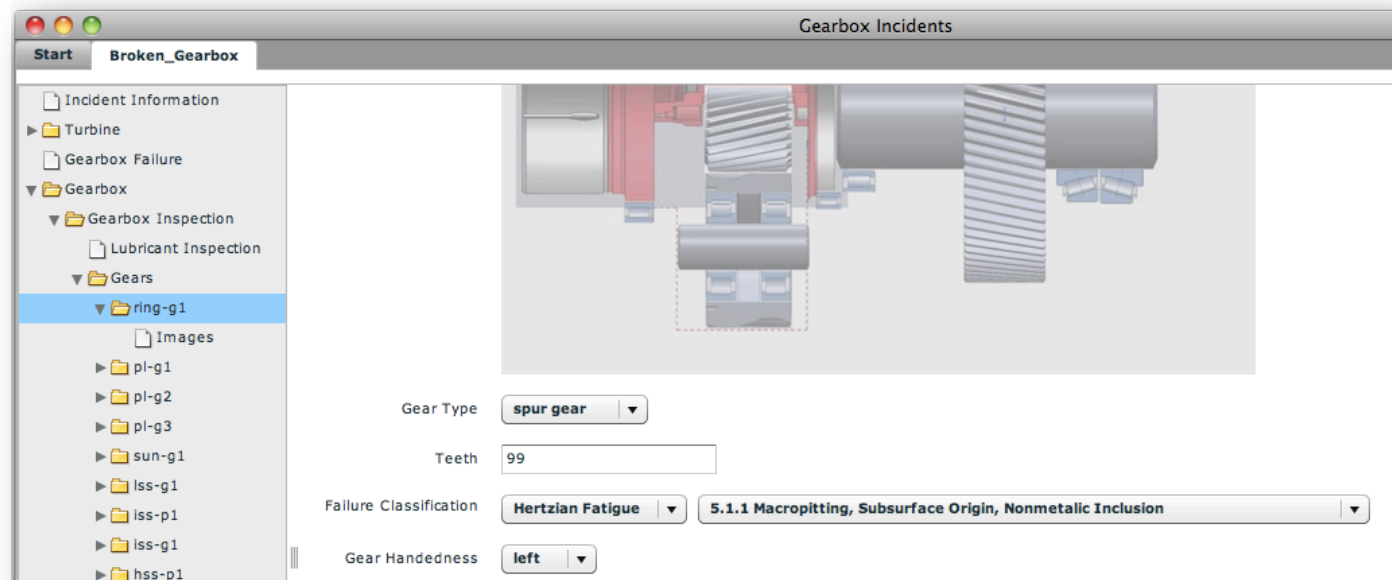 Gearbox Incidents
Start
Broken_Gearbox
Incident Information
Turbine
Gearbox Failure
Gearbox
Gearbox Inspection
Lubricant Inspection
Gears
ring-g1
Images
pl-g1
pl-g2
pl-g3
sun-g1
lss-g1
iss-p1
iss-g1
hss-p1
Gear Type
spur gear
Teeth
99
Failure Classification
Hertzian Fatigue
5.1.1 Macropitting, Subsurface Origin, Nonmetalic Inclusion
Gear Handedness
left